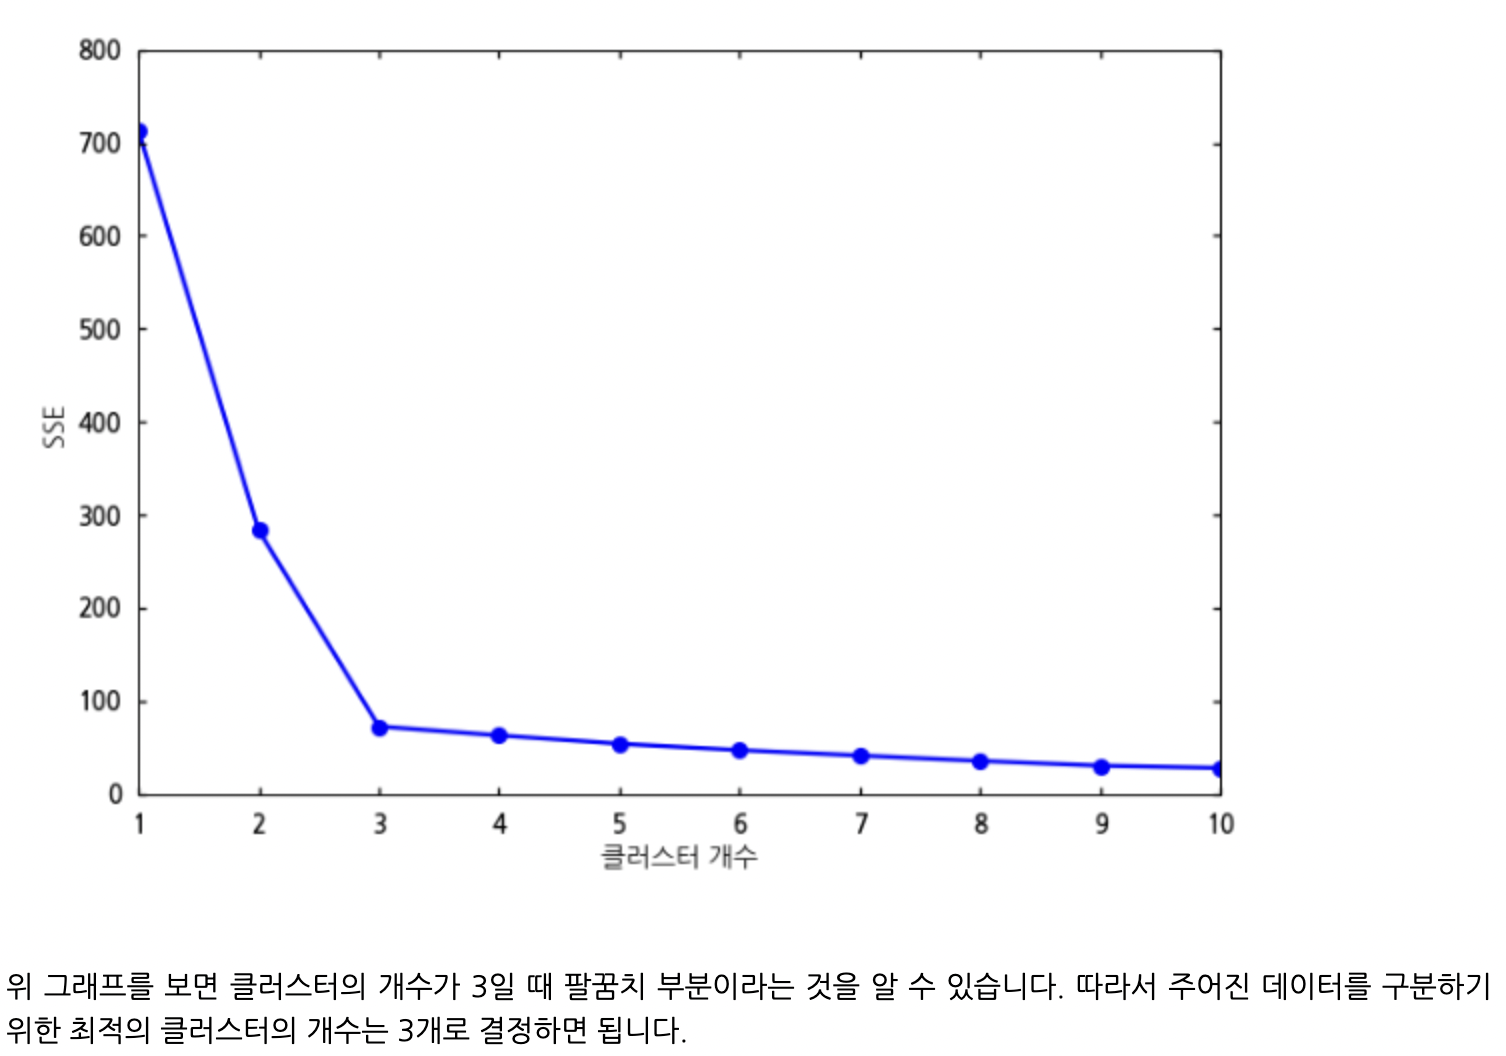 800
700
600
500
400
300
200
100
0
SSE
1 2 3 4 5 6 7 8 9 10
클러스터 개수
위 그래프를 보면 클러스터의 개수가 3일 때 팔꿈치 부분이라는 것을 알 수 있습니다. 따라서 주어진 데이터를 구분하기
위한 최적의 클러스터의 개수는 3개로 결정하면 됩니다.